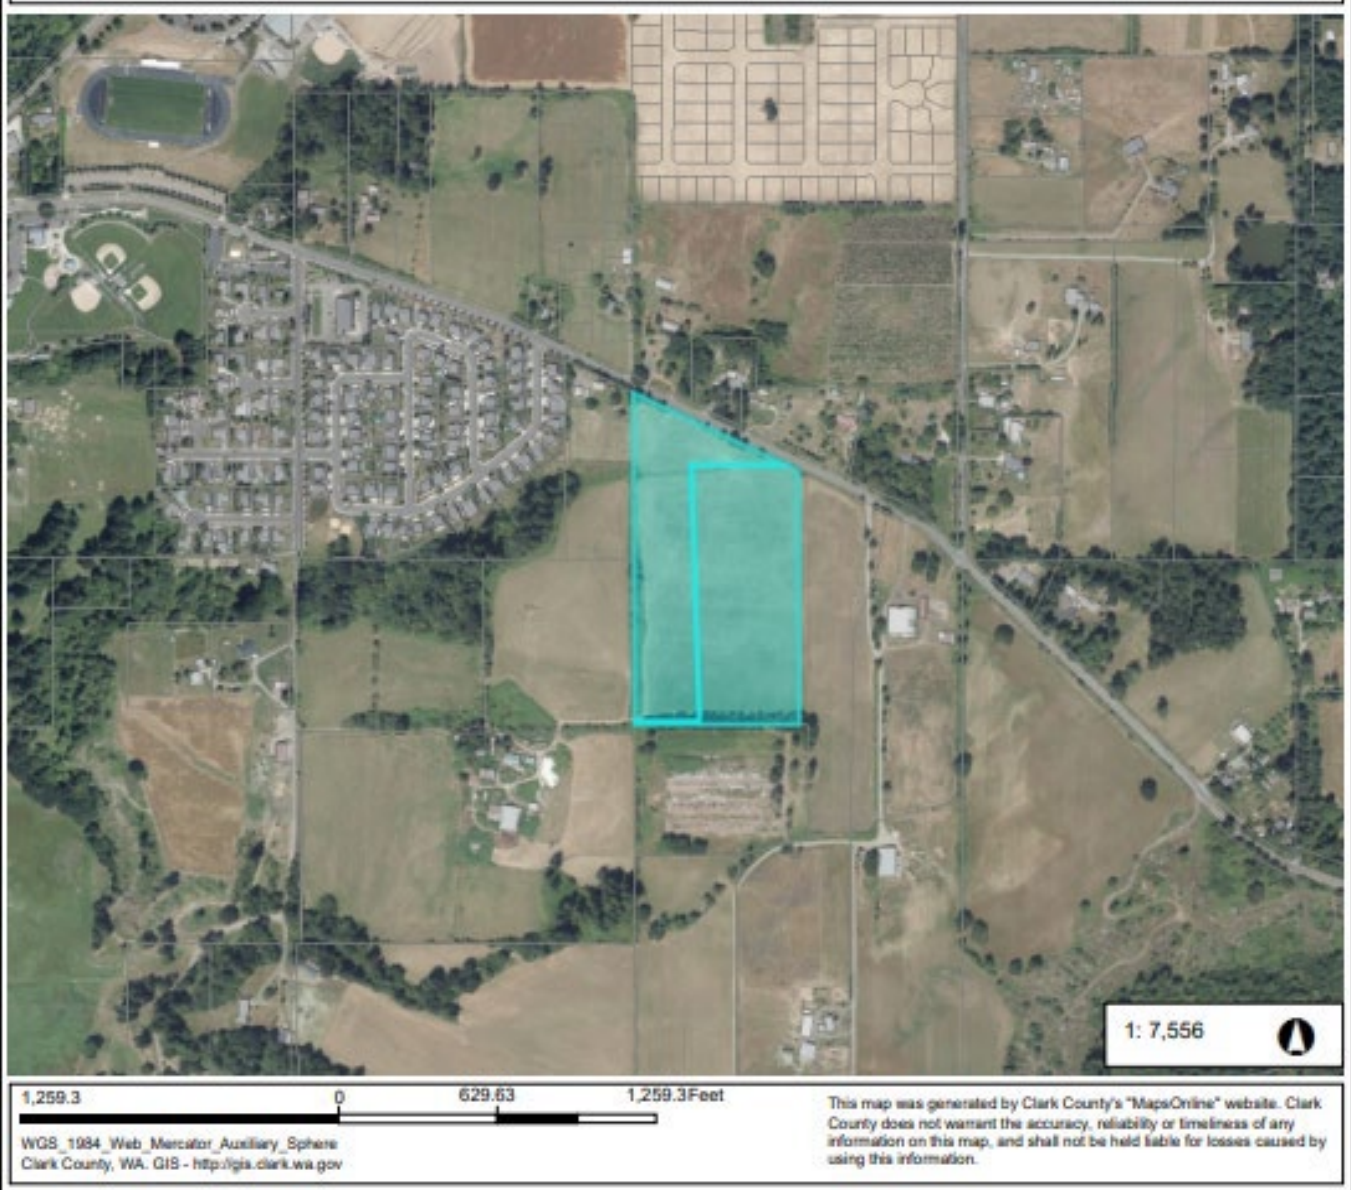 1: 7,556
1,259.3 0 629.63 1,259.3Feet
WGS_1984_Web_Mercator_Auxiliary_Sphere
Clark County, WA. GIS - http://gis.clark.wa.gov
This map was generated by Clark County's "MapsOnline" website. Clark
County does not warrant the accuracy, reliability or timeliness of any
information on this map, and shall not be held liable for losses caused by
using this information.